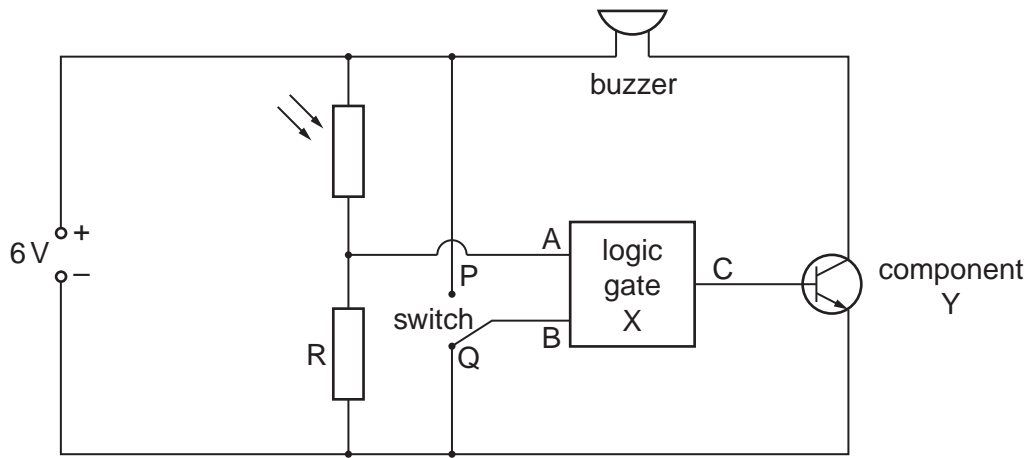 buzzer
6 V
+
–
A
P
switch
Q
B
R
logic
gate
X
C
component
Y